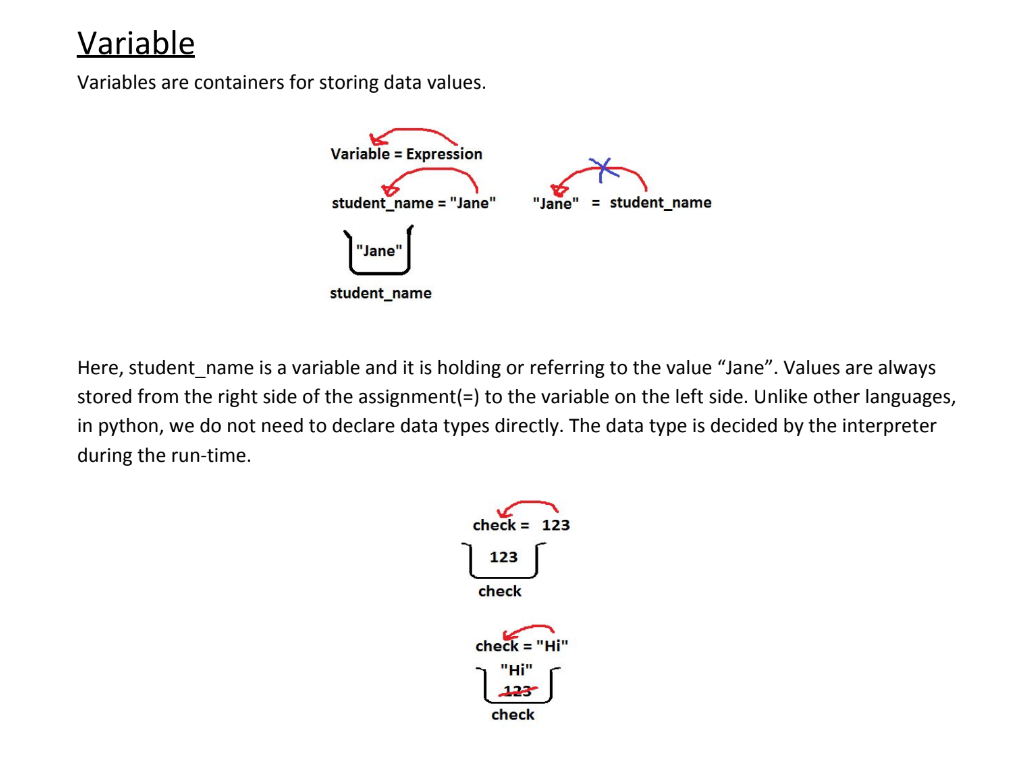 Variable
Variables are containers for storing data values.
Variable = Expression
student_name = "Jane"
"Jane" = student_name
"Jane"
student_name
Here, student_name is a variable and it is holding or referring to the value “Jane”. Values are always
stored from the right side of the assignment(=) to the variable on the left side. Unlike other languages,
in python, we do not need to declare data types directly. The data type is decided by the interpreter
during the run-time.
check = 123
123
check
check = "Hi"
"Hi"
123
check